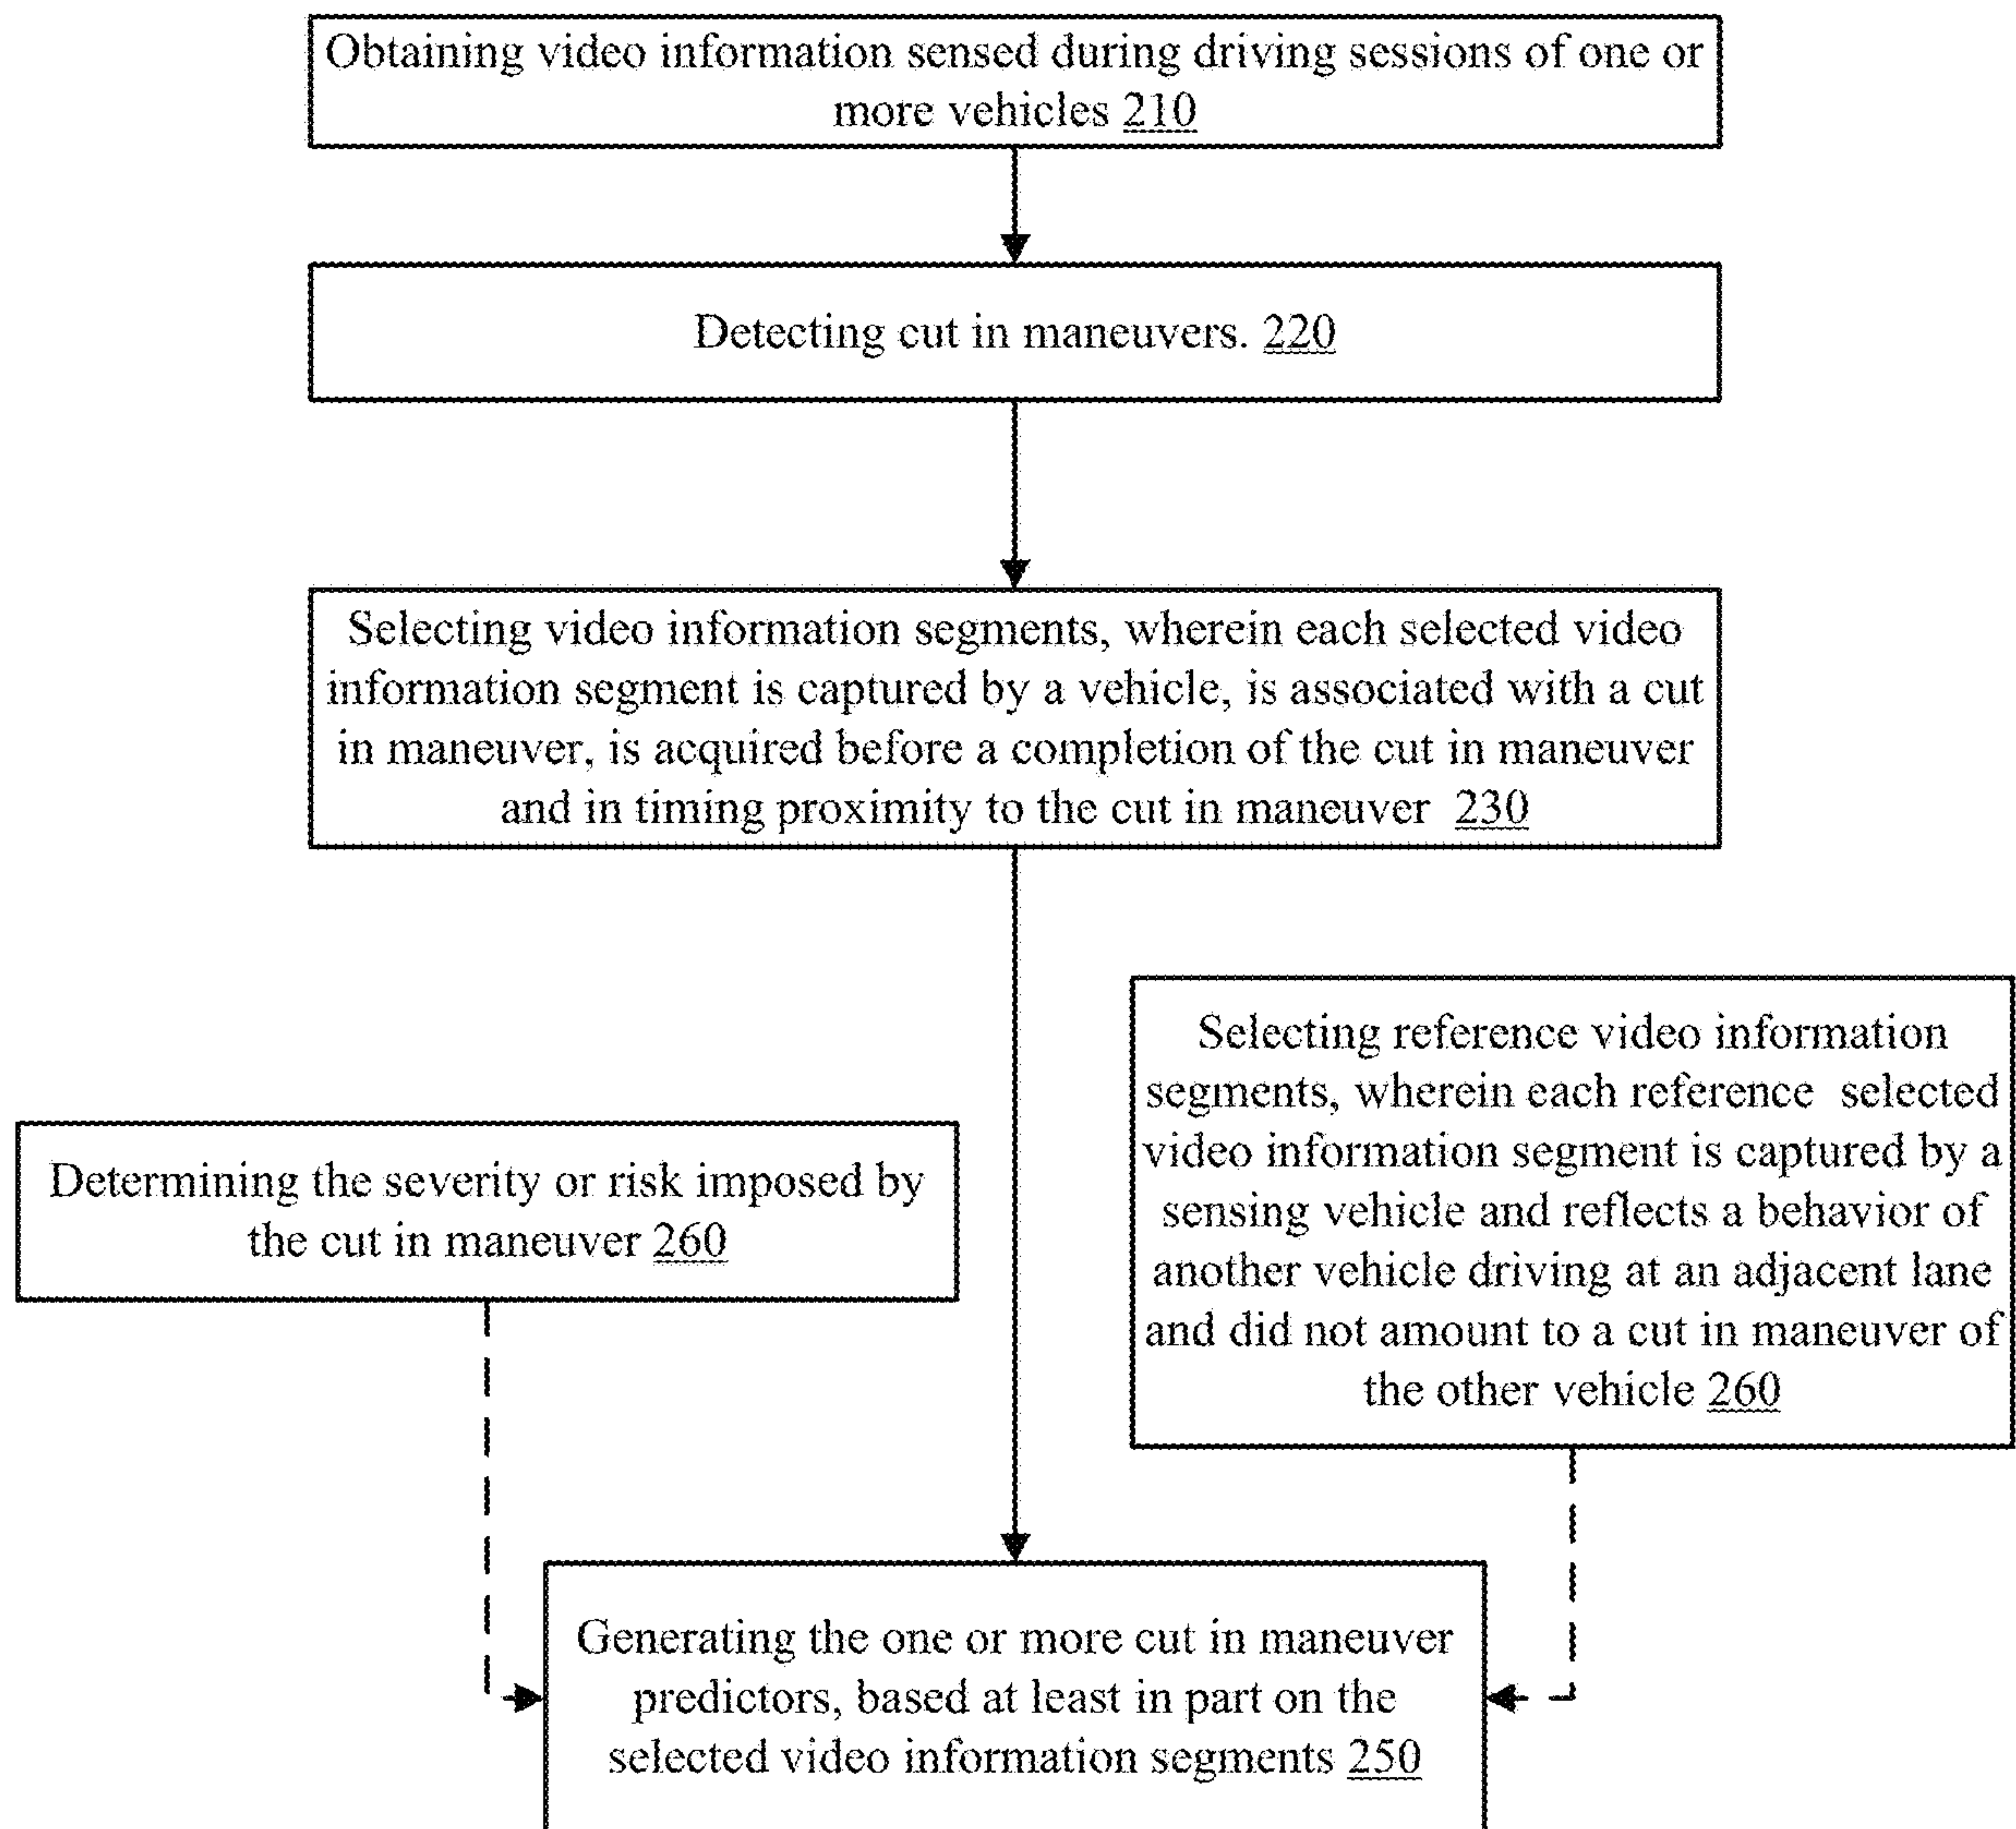 Obtaining video information sensed during driving sessions of one or
more vehicles 210
Detecting cut in maneuvers. 220
Selecting video information segments, wherein each selected video
information segment is captured by a vehicle, is associated with a cut
in maneuver, is acquired before a completion of the cut in maneuver
and in timing proximity to the cut in maneuver 230
Determining the severity or risk imposed by
the cut in maneuver 260
Selecting reference video information
segments, wherein each reference selected
video information segment is captured by a
sensing vehicle and reflects a behavior of
another vehicle driving at an adjacent lane
and did not amount to a cut in maneuver of
the other vehicle 260
Generating the one or more cut in maneuver
predictors, based at least in part on the
selected video information segments 250